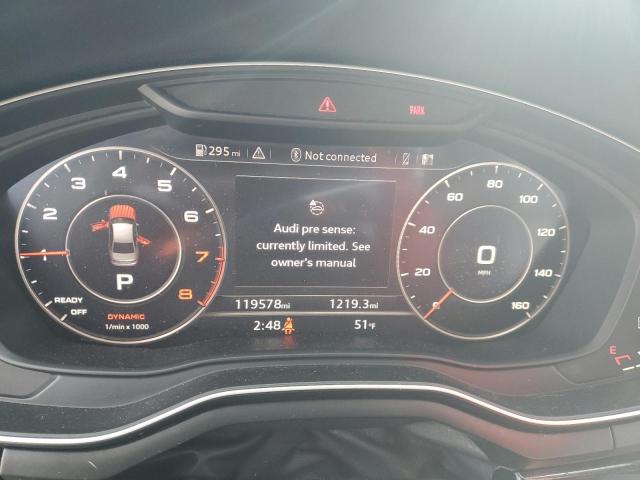 PARK
295 mi
Not connected
Audi pre sense:
currently limited. See
owner's manual
1
2
3
4
5
6
7
8
P
READY
OFF
DYNAMIC
1/min x 1000
0
20
40
60
80
100
120
140
160
0
MPH
119578mi
1219.3mi
2:48
51°F
E